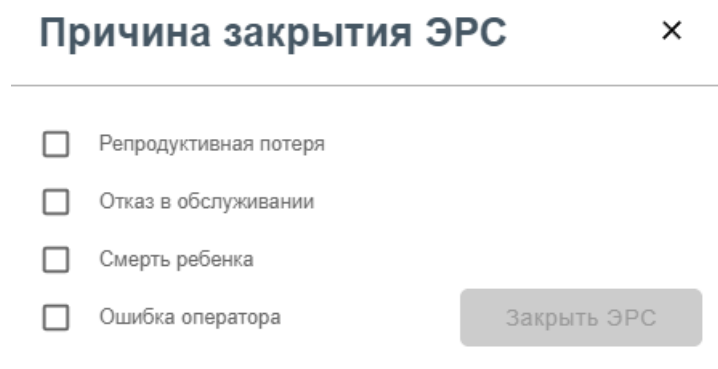 Причина закрытия ЭРС
Репродуктивная потеря
Отказ в обслуживании
Смерть ребенка
Ошибка оператора
Закрыть ЭРС